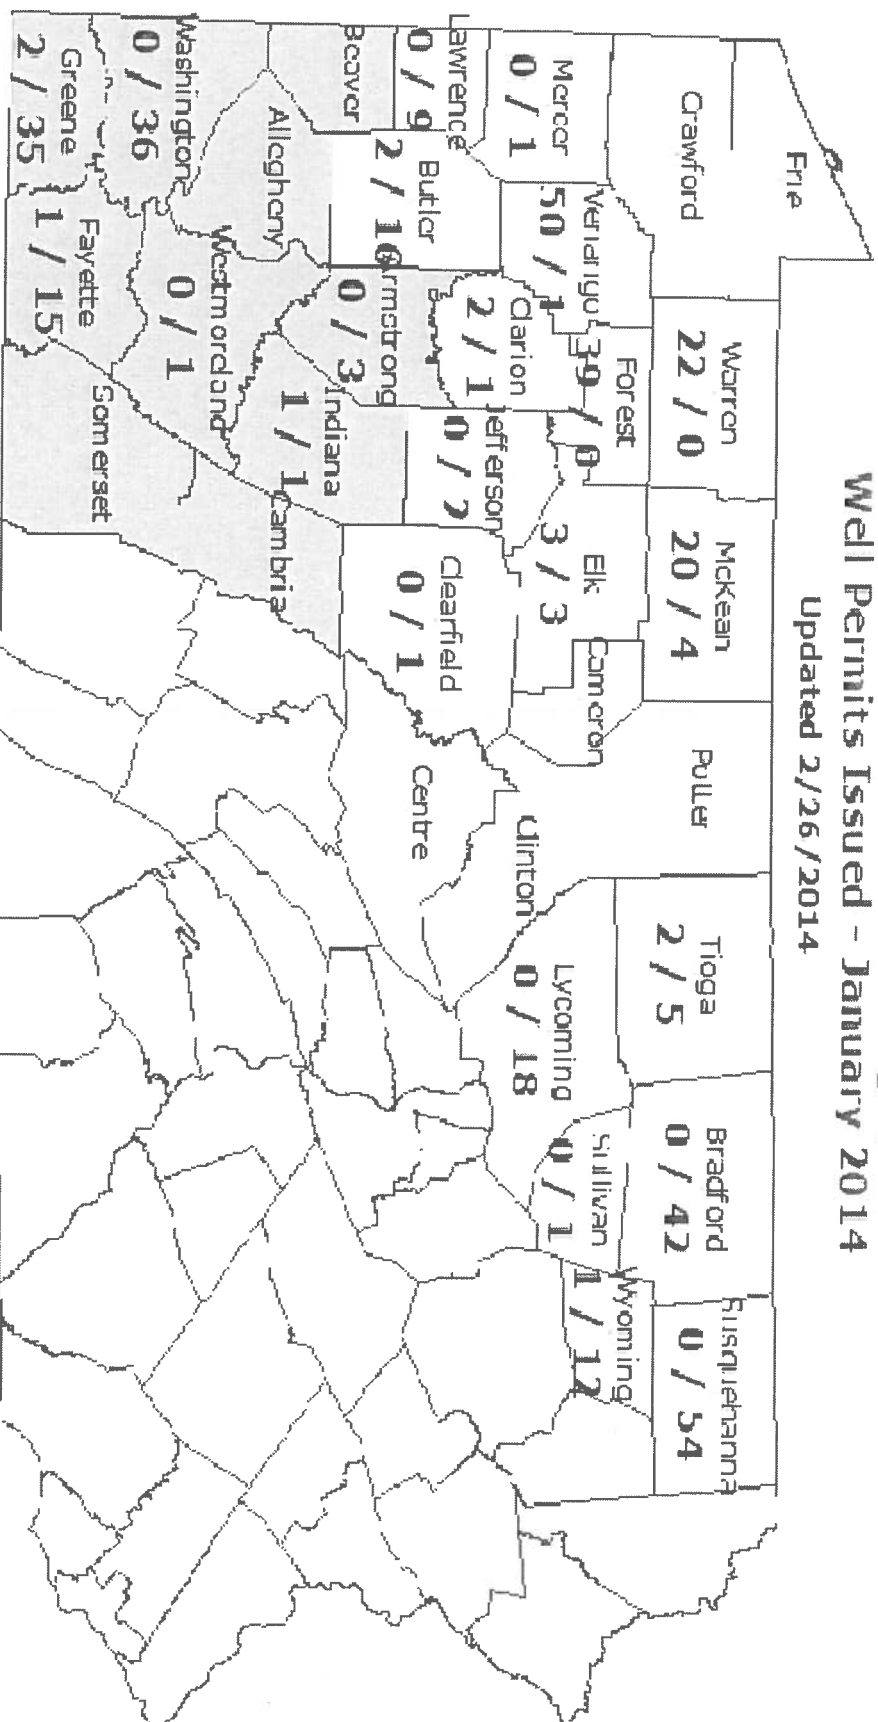 Well Permits Issued - January 2014
Updated 2/26/2014
Erie
Crawford
Warren
22 / 0
McKean
20 / 4
Potter
Tioga
2 / 5
Bradford
0 / 42
Susquehanna
0 / 54
Mercer
0 / 1
Venango
50 / 1
Forest
39 / 0
Elk
3 / 3
Cameron
Clinton
Lycoming
0 / 18
Sullivan
0 / 1
Wyoming
1 / 12
Lawrence
0 / 9
Butler
2 / 16
Clarion
2 / 1
Jefferson
0 / 2
Clearfield
0 / 1
Centre
Beaver
Allegheny
Armstrong
0 / 3
Indiana
1 / 1
Cambria
Washington
0 / 36
Westmoreland
0 / 1
Greene
2 / 35
Fayette
1 / 15
Somerset